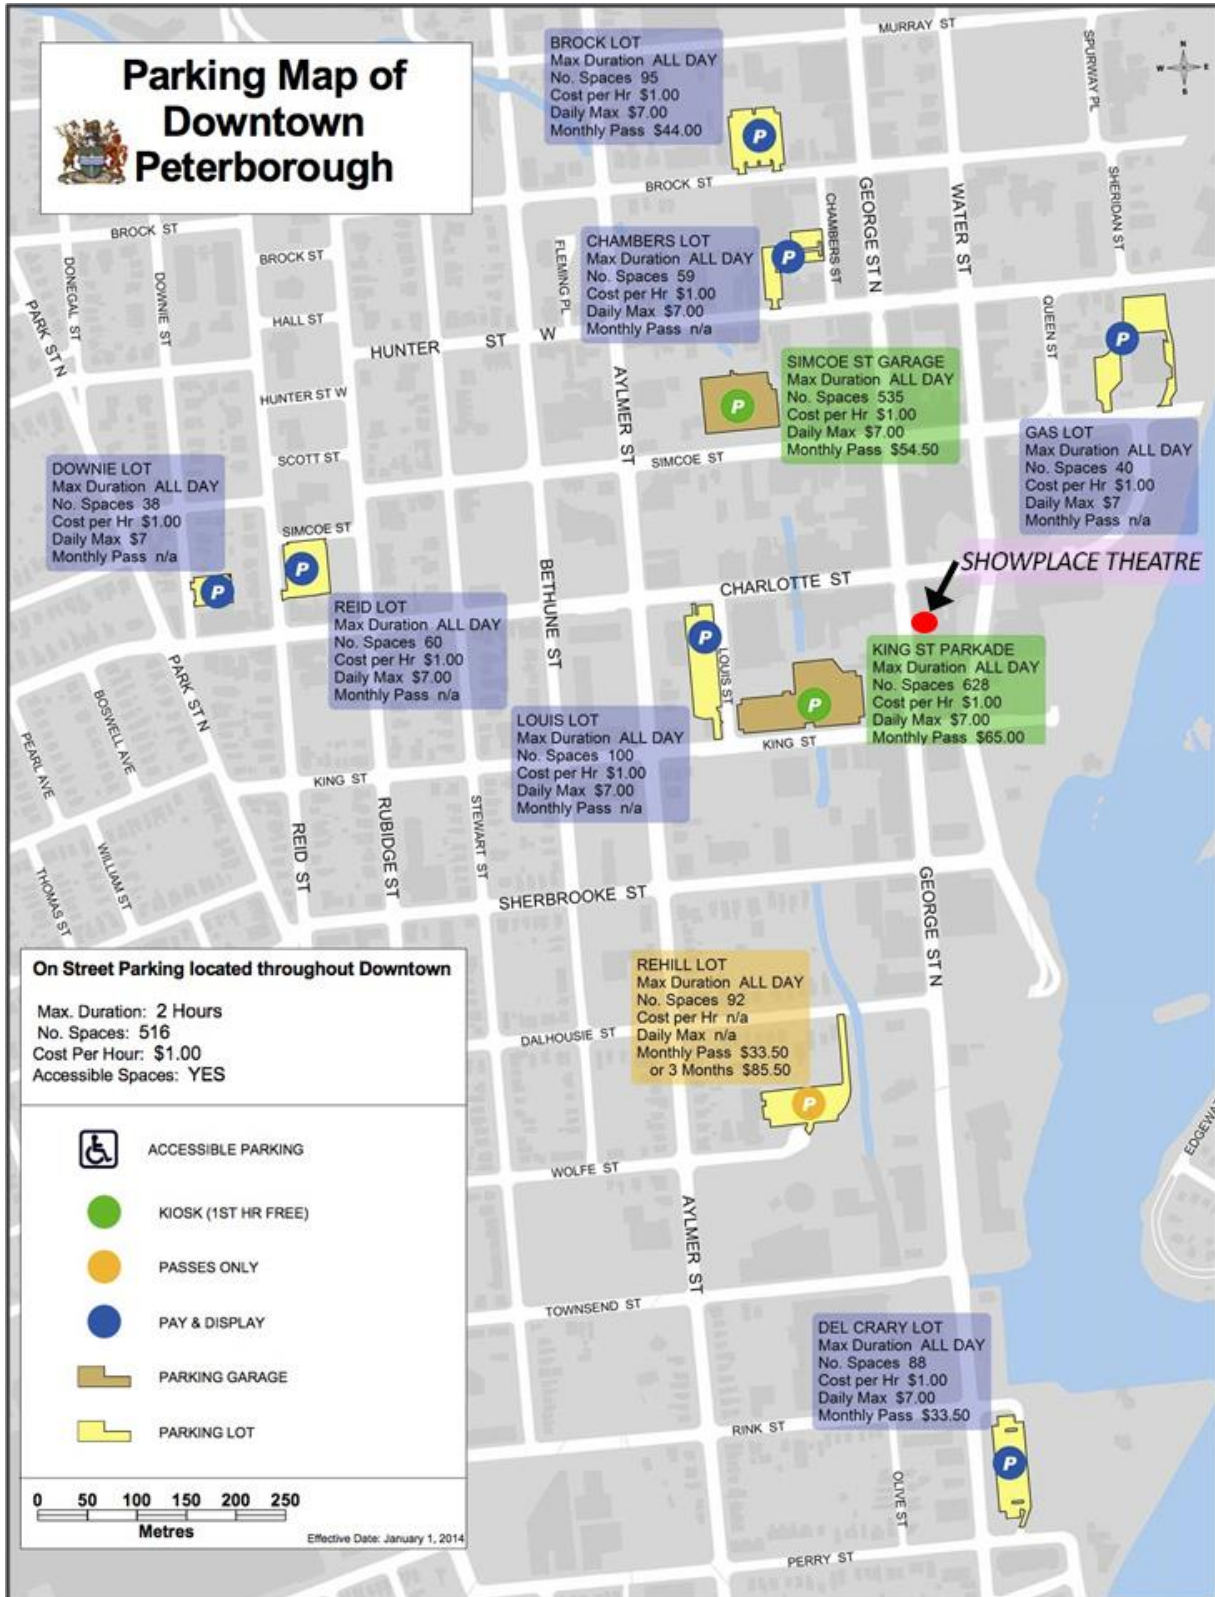 Parking Map of
Downtown
Peterborough
MURRAY ST
SPURWAY PL
N
W E
S
BROCK LOT
Max Duration ALL DAY
No. Spaces 95
Cost per Hr $1.00
Daily Max $7.00
Monthly Pass $44.00
P
BROCK ST
BROCK ST
BROCK ST
CHAMBERS ST
GEORGE ST N
WATER ST
SHERIDAN ST
DONEGAL ST
DOWNIE ST
PARK ST N
FLEMING PL
CHAMBERS LOT
Max Duration ALL DAY
No. Spaces 59
Cost per Hr $1.00
Daily Max $7.00
Monthly Pass n/a
P
HALL ST
HUNTER ST W
QUEEN ST
P
HUNTER ST W
AYLMER ST
SIMCOE ST GARAGE
Max Duration ALL DAY
No. Spaces 535
Cost per Hr $1.00
Daily Max $7.00
Monthly Pass $54.50
P
SCOTT ST
SIMCOE ST
GAS LOT
Max Duration ALL DAY
No. Spaces 40
Cost per Hr $1.00
Daily Max $7
Monthly Pass n/a
DOWNIE LOT
Max Duration ALL DAY
No. Spaces 38
Cost per Hr $1.00
Daily Max $7
Monthly Pass n/a
P
SIMCOE ST
P
BETHUNE ST
CHARLOTTE ST
SHOWPLACE THEATRE
REID LOT
Max Duration ALL DAY
No. Spaces 60
Cost per Hr $1.00
Daily Max $7.00
Monthly Pass n/a
P
LOUIS ST
KING ST PARKADE
Max Duration ALL DAY
No. Spaces 628
Cost per Hr $1.00
Daily Max $7.00
Monthly Pass $65.00
P
KING ST
PARK ST N
BOSWELL AVE
PEARL AVE
LOUIS LOT
Max Duration ALL DAY
No. Spaces 100
Cost per Hr $1.00
Daily Max $7.00
Monthly Pass n/a
KING ST
REID ST
RUBIDGE ST
STEWART ST
WILLIAM ST
THOMAS ST
SHERBROOKE ST
GEORGE ST N
On Street Parking located throughout Downtown
Max. Duration: 2 Hours
No. Spaces: 516
Cost Per Hour: $1.00
Accessible Spaces: YES
REHILL LOT
Max Duration ALL DAY
No. Spaces 92
Cost per Hr n/a
Daily Max n/a
Monthly Pass $33.50
or 3 Months $85.50
DALHOUSIE ST
P
EDGEWA
WOLFE ST
AYLMER ST
ACCESSIBLE PARKING
KIOSK (1ST HR FREE)
PASSES ONLY
PAY & DISPLAY
PARKING GARAGE
PARKING LOT
TOWNSEND ST
DEL CRARY LOT
Max Duration ALL DAY
No. Spaces 88
Cost per Hr $1.00
Daily Max $7.00
Monthly Pass $33.50
RINK ST
P
OLIVE ST
PERRY ST
0 50 100 150 200 250
Metres
Effective Date: January 1, 2014